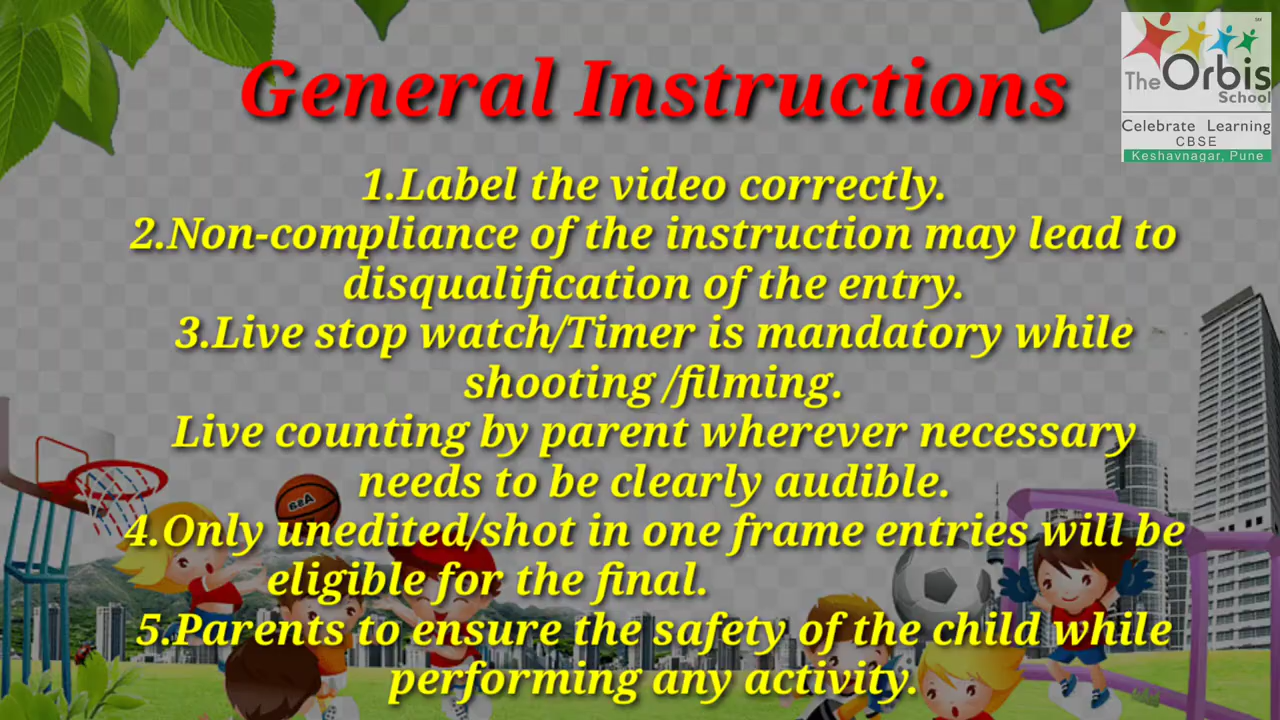 General Instructions
The Orbis
School
Celebrate Learning
CBSE
Keshavnagar, Pune
1.Label the video correctly.
2.Non-compliance of the instruction may lead to
disqualification of the entry.
3.Live stop watch/Timer is mandatory while
shooting /filming.
Live counting by parent wherever necessary
needs to be clearly audible.
4.Only unedited/shot in one frame entries will be
eligible for the final.
5.Parents to ensure the safety of the child while
performing any activity.